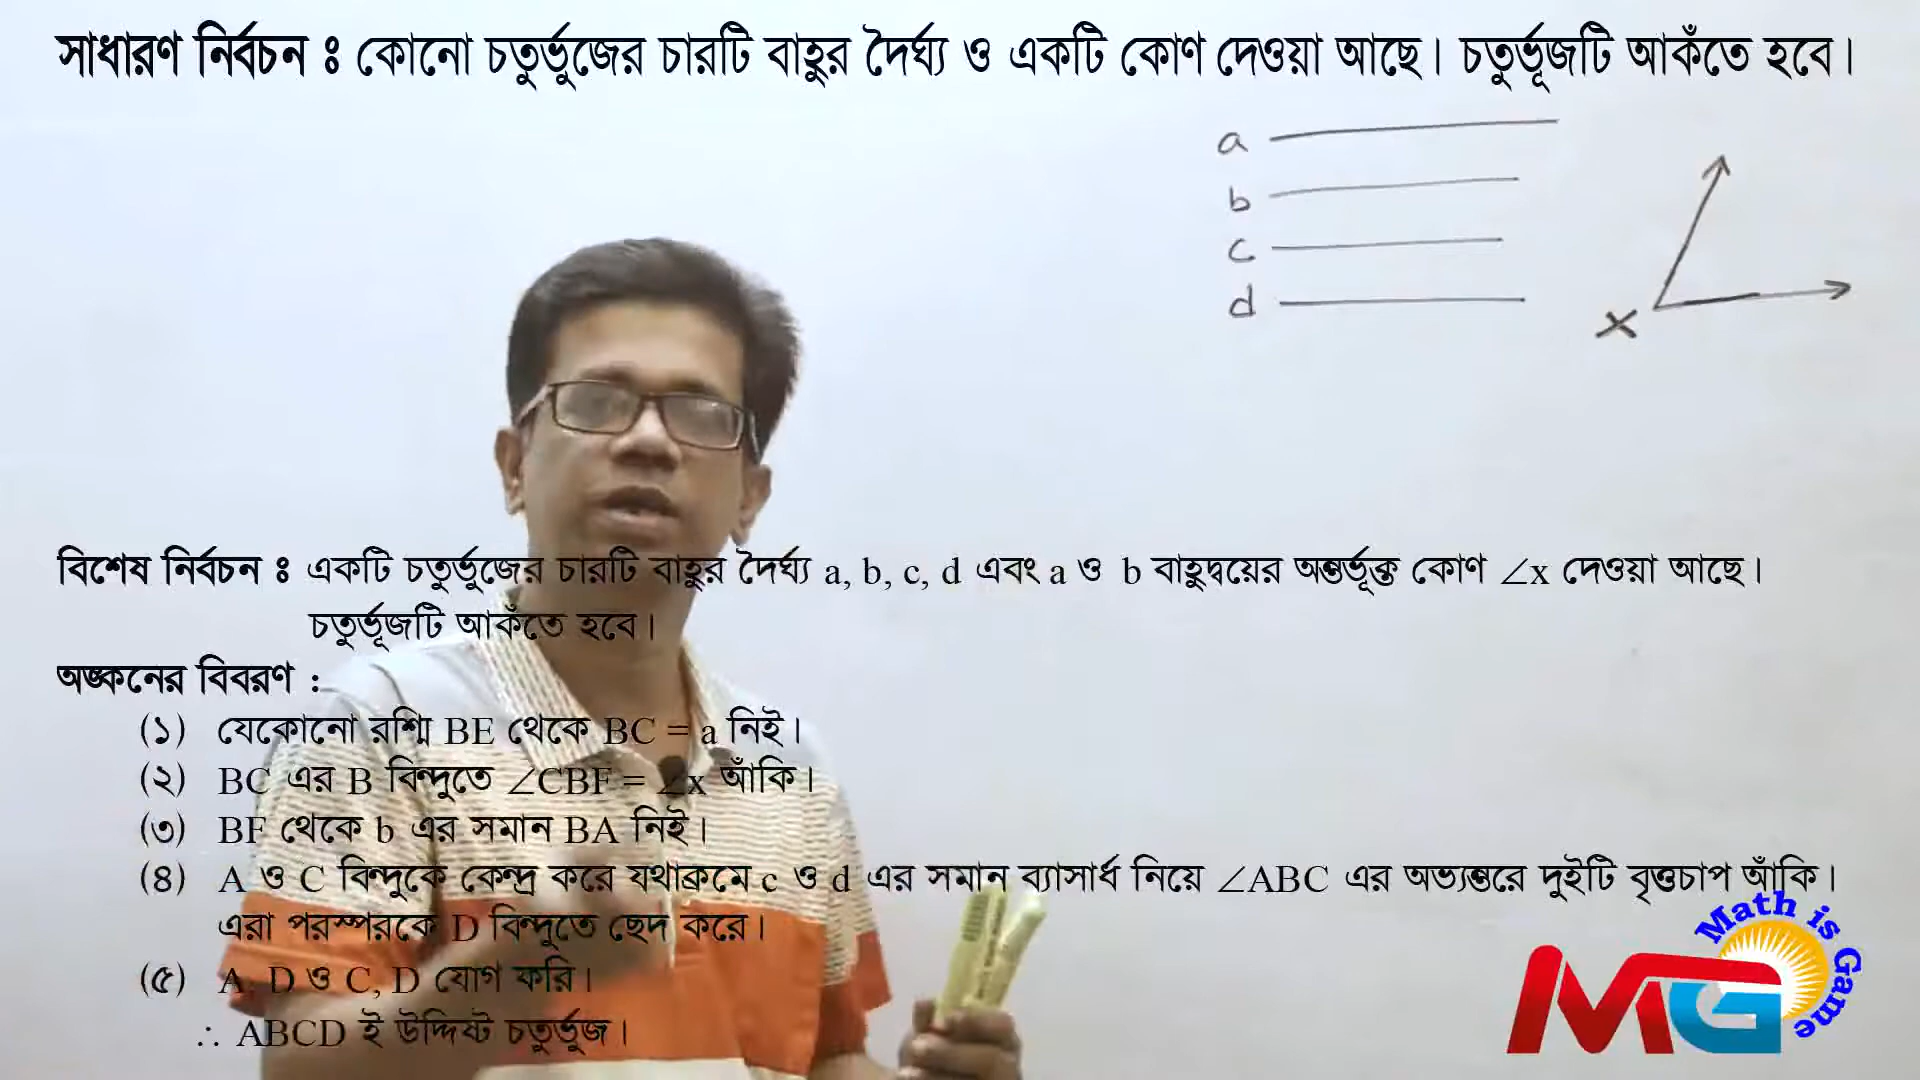 সাধারণ নির্বচন ঃ কোনো চতুর্ভুজের চারটি বাহুর দৈর্ঘ্য ও একটি কোণ দেওয়া আছে। চতুর্ভূজটি আকঁতে হবে।
a
b
c
d
x
বিশেষ নির্বচন ঃ একটি চতুর্ভুজের চারটি বাহুর দৈর্ঘ্য a, b, c, d এবং a ও b বাহুদ্বয়ের অন্তর্ভূক্ত কোণ ∠x দেওয়া আছে।
চতুর্ভূজটি আকঁতে হবে।
অঙ্কনের বিবরণ :
(১) যেকোনো রশ্মি BE থেকে BC = a নিই।
(২) BC এর B বিন্দুতে ∠CBF = ∠x আঁকি।
(৩) BF থেকে b এর সমান BA নিই।
(৪) A ও C বিন্দুকে কেন্দ্র করে যথাক্রমে c ও d এর সমান ব্যাসার্ধ নিয়ে ∠ABC এর অভ্যন্তরে দুইটি বৃত্তচাপ আঁকি।
এরা পরস্পরকে D বিন্দুতে ছেদ করে।
(৫) A, D ও C, D যোগ করি।
∴ ABCD ই উদ্দিষ্ট চতুর্ভুজ।
Math is Game
MG